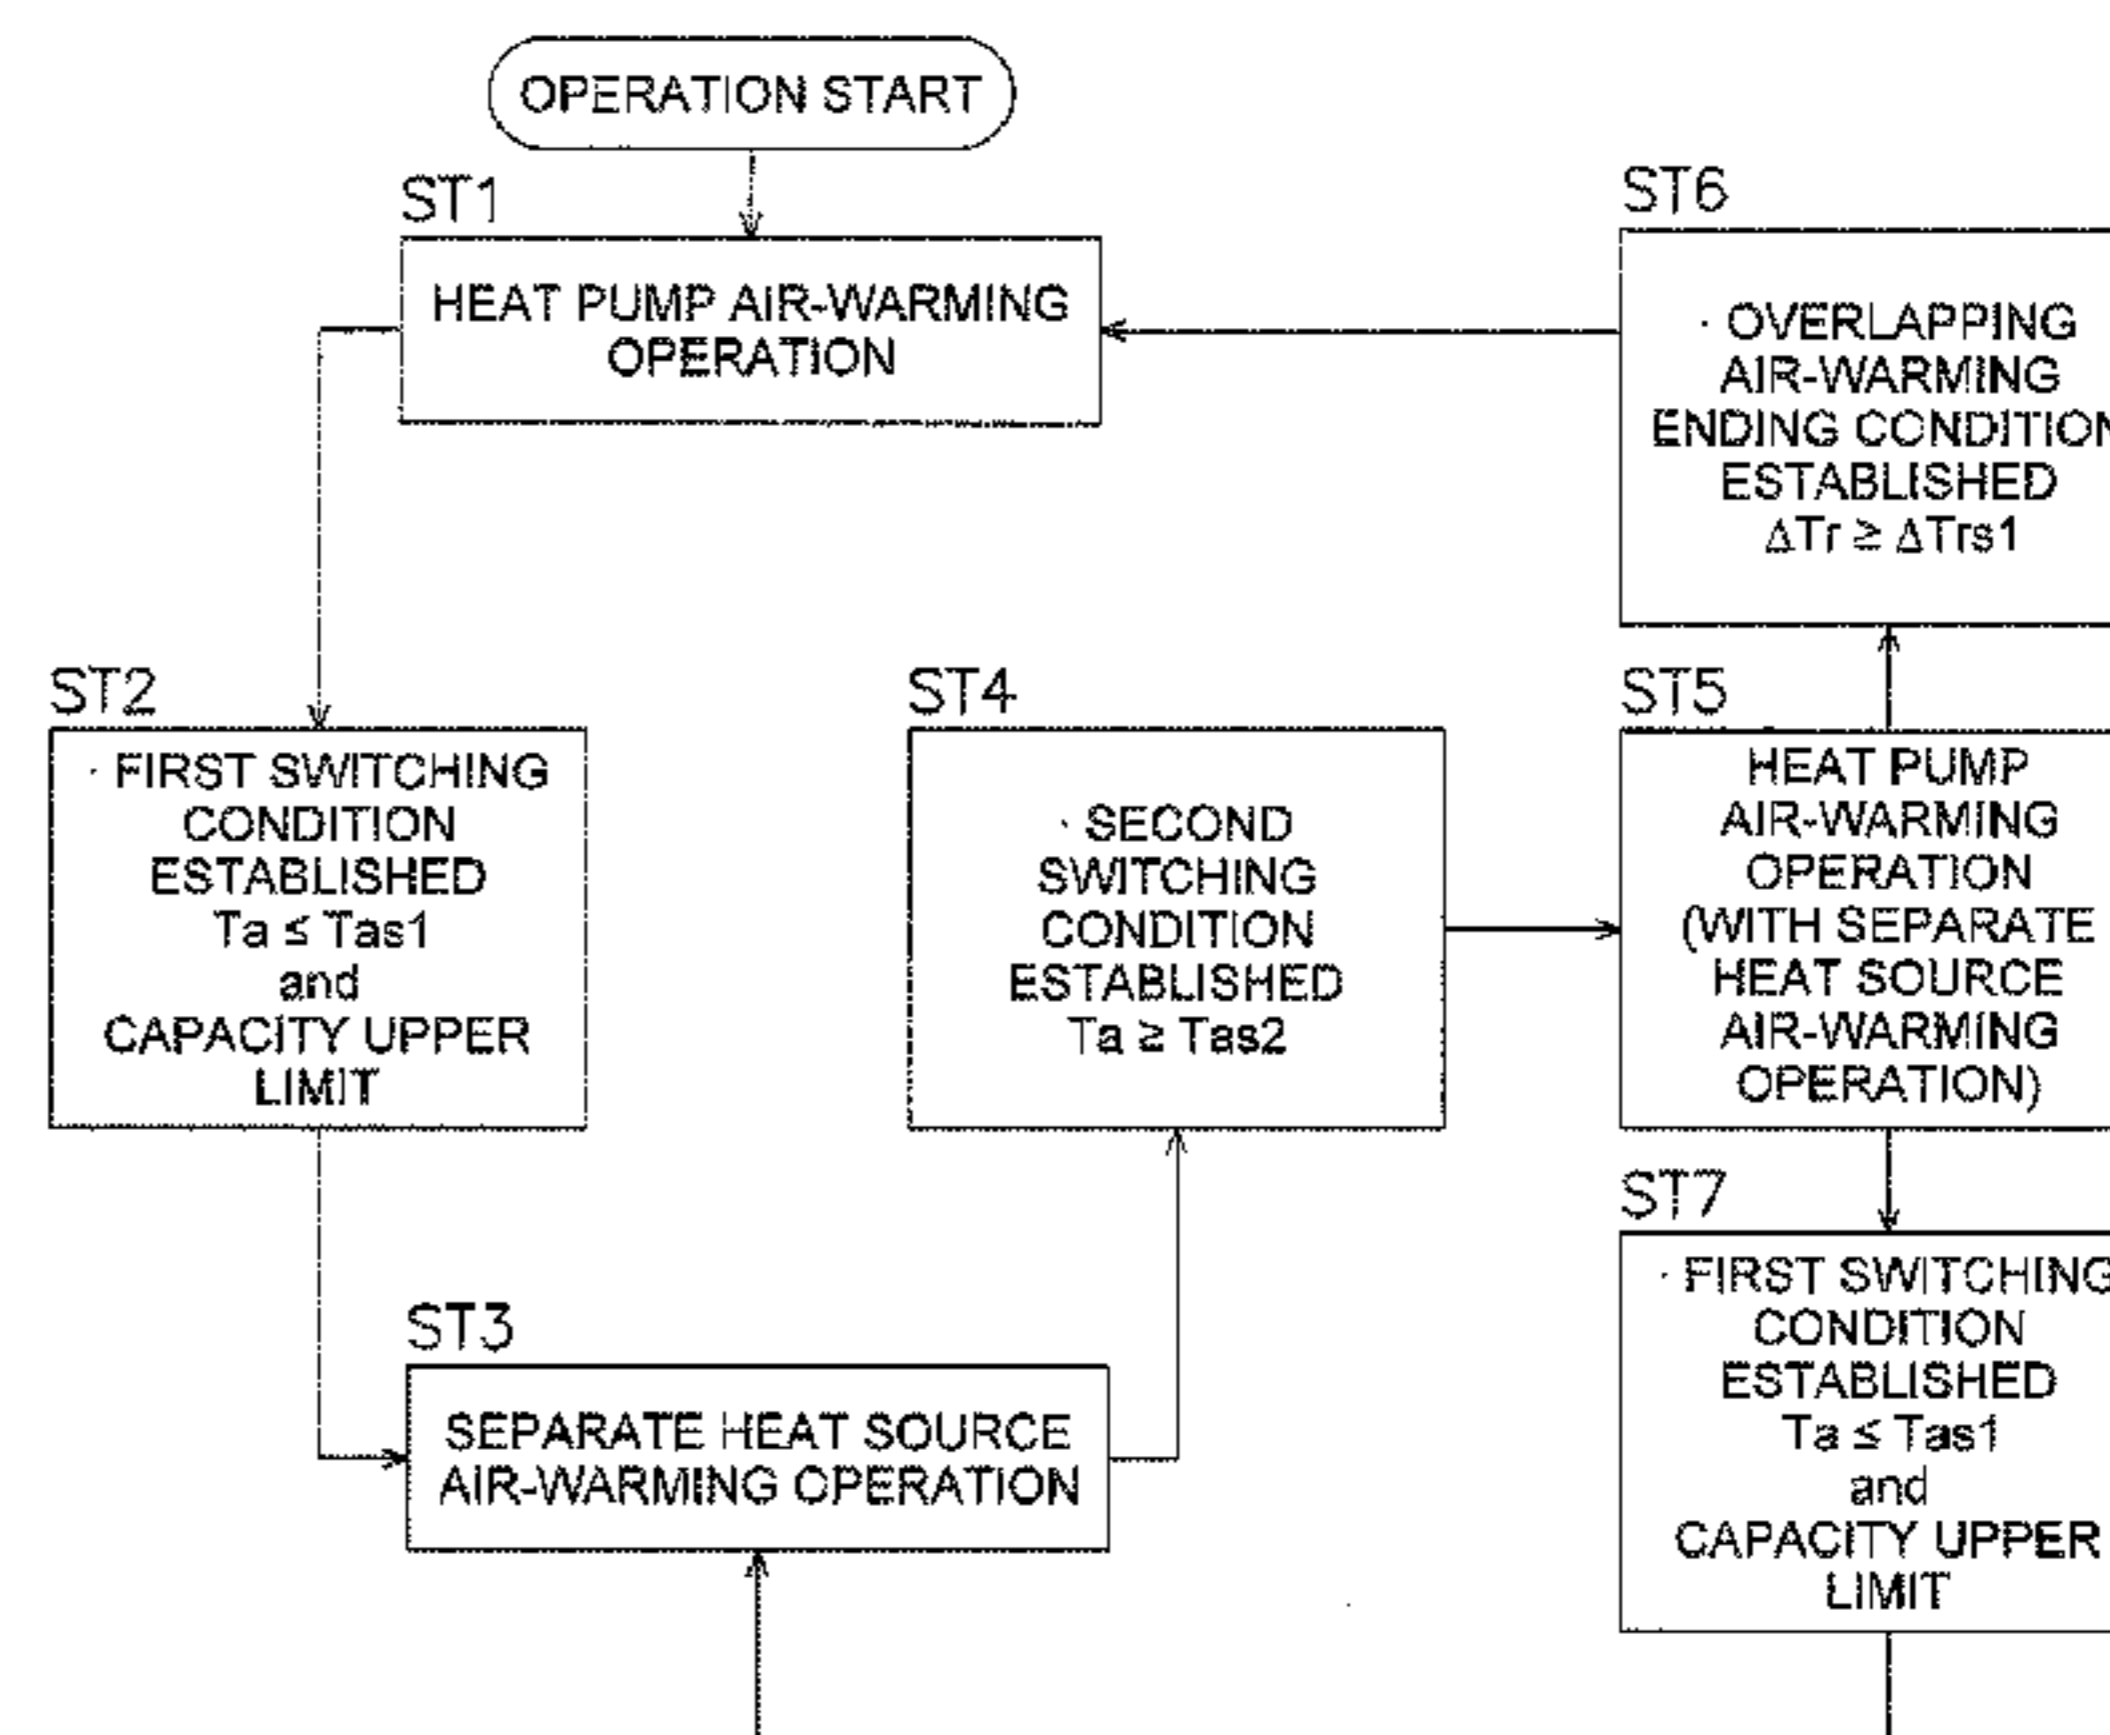 OPERATION START
ST1
HEAT PUMP AIR-WARMING
OPERATION
ST6
· OVERLAPPING
AIR-WARMING
ENDING CONDITION
ESTABLISHED
ΔTr ≥ ΔTrs1
ST2
· FIRST SWITCHING
CONDITION
ESTABLISHED
Ta ≤ Tas1
and
CAPACITY UPPER
LIMIT
ST4
· SECOND
SWITCHING
CONDITION
ESTABLISHED
Ta ≥ Tas2
ST5
HEAT PUMP
AIR-WARMING
OPERATION
(WITH SEPARATE
HEAT SOURCE
AIR-WARMING
OPERATION)
ST3
SEPARATE HEAT SOURCE
AIR-WARMING OPERATION
ST7
· FIRST SWITCHING
CONDITION
ESTABLISHED
Ta ≤ Tas1
and
CAPACITY UPPER
LIMIT